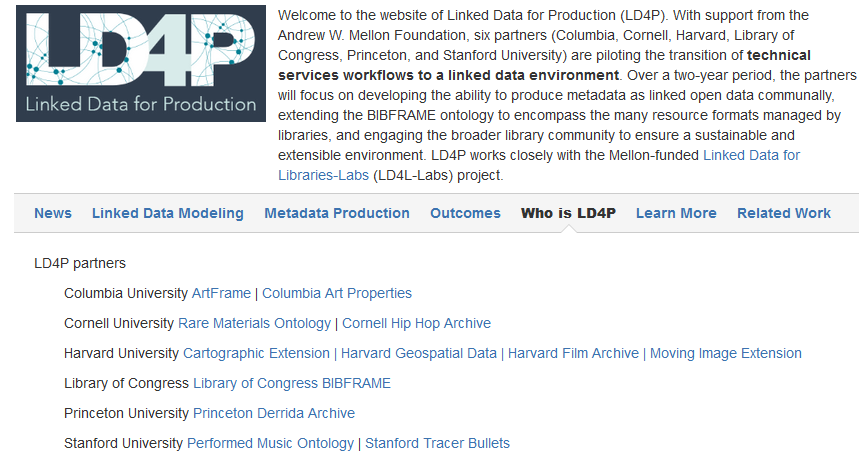 LD4P
Linked Data for Production
Welcome to the website of Linked Data for Production (LD4P). With support from the
Andrew W. Mellon Foundation, six partners (Columbia, Cornell, Harvard, Library of
Congress, Princeton, and Stanford University) are piloting the transition of technical
services workflows to a linked data environment. Over a two-year period, the partners
will focus on developing the ability to produce metadata as linked open data communally,
extending the BIBFRAME ontology to encompass the many resource formats managed by
libraries, and engaging the broader library community to ensure a sustainable and
extensible environment. LD4P works closely with the Mellon-funded Linked Data for
Libraries-Labs (LD4L-Labs) project.
News Linked Data Modeling Metadata Production Outcomes Who is LD4P Learn More Related Work
LD4P partners
Columbia University ArtFrame | Columbia Art Properties
Cornell University Rare Materials Ontology | Cornell Hip Hop Archive
Harvard University Cartographic Extension | Harvard Geospatial Data | Harvard Film Archive | Moving Image Extension
Library of Congress Library of Congress BIBFRAME
Princeton University Princeton Derrida Archive
Stanford University Performed Music Ontology | Stanford Tracer Bullets